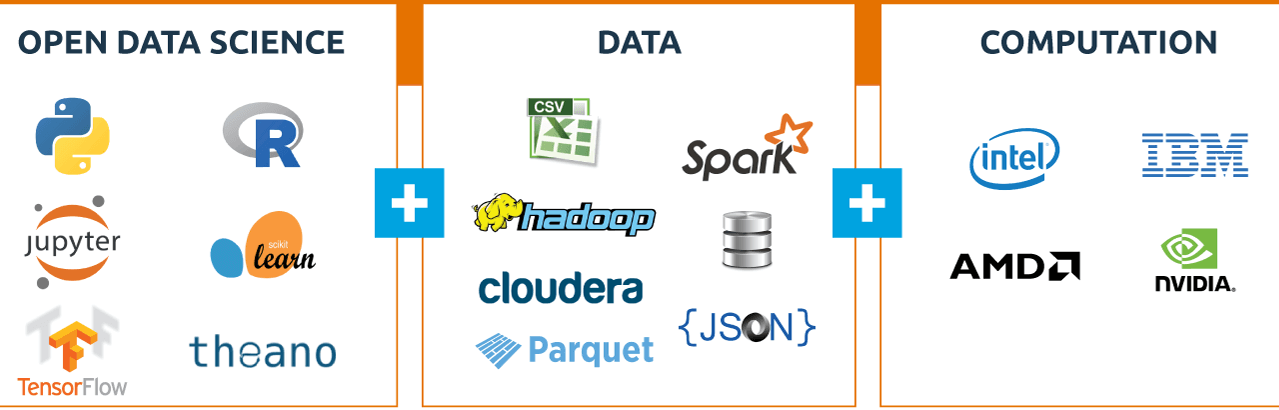 OPEN DATA SCIENCE
R
jupyter
scikit
learn
TF
TensorFlow
theano
DATA
CSV
X
Spark
hadoop
cloudera
{JSON}
Parquet
COMPUTATION
intel
IBM
AMD
NVIDIA.